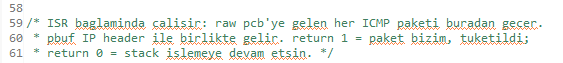 58
59 /* ISR baglaminda calisir: raw pcb'ye gelen her ICMP paketi buradan gecer.
60  * pbuf IP header ile birlikte gelir. return 1 = paket bizim, tuketildi;
61  * return 0 = stack islemeye devam etsin. */